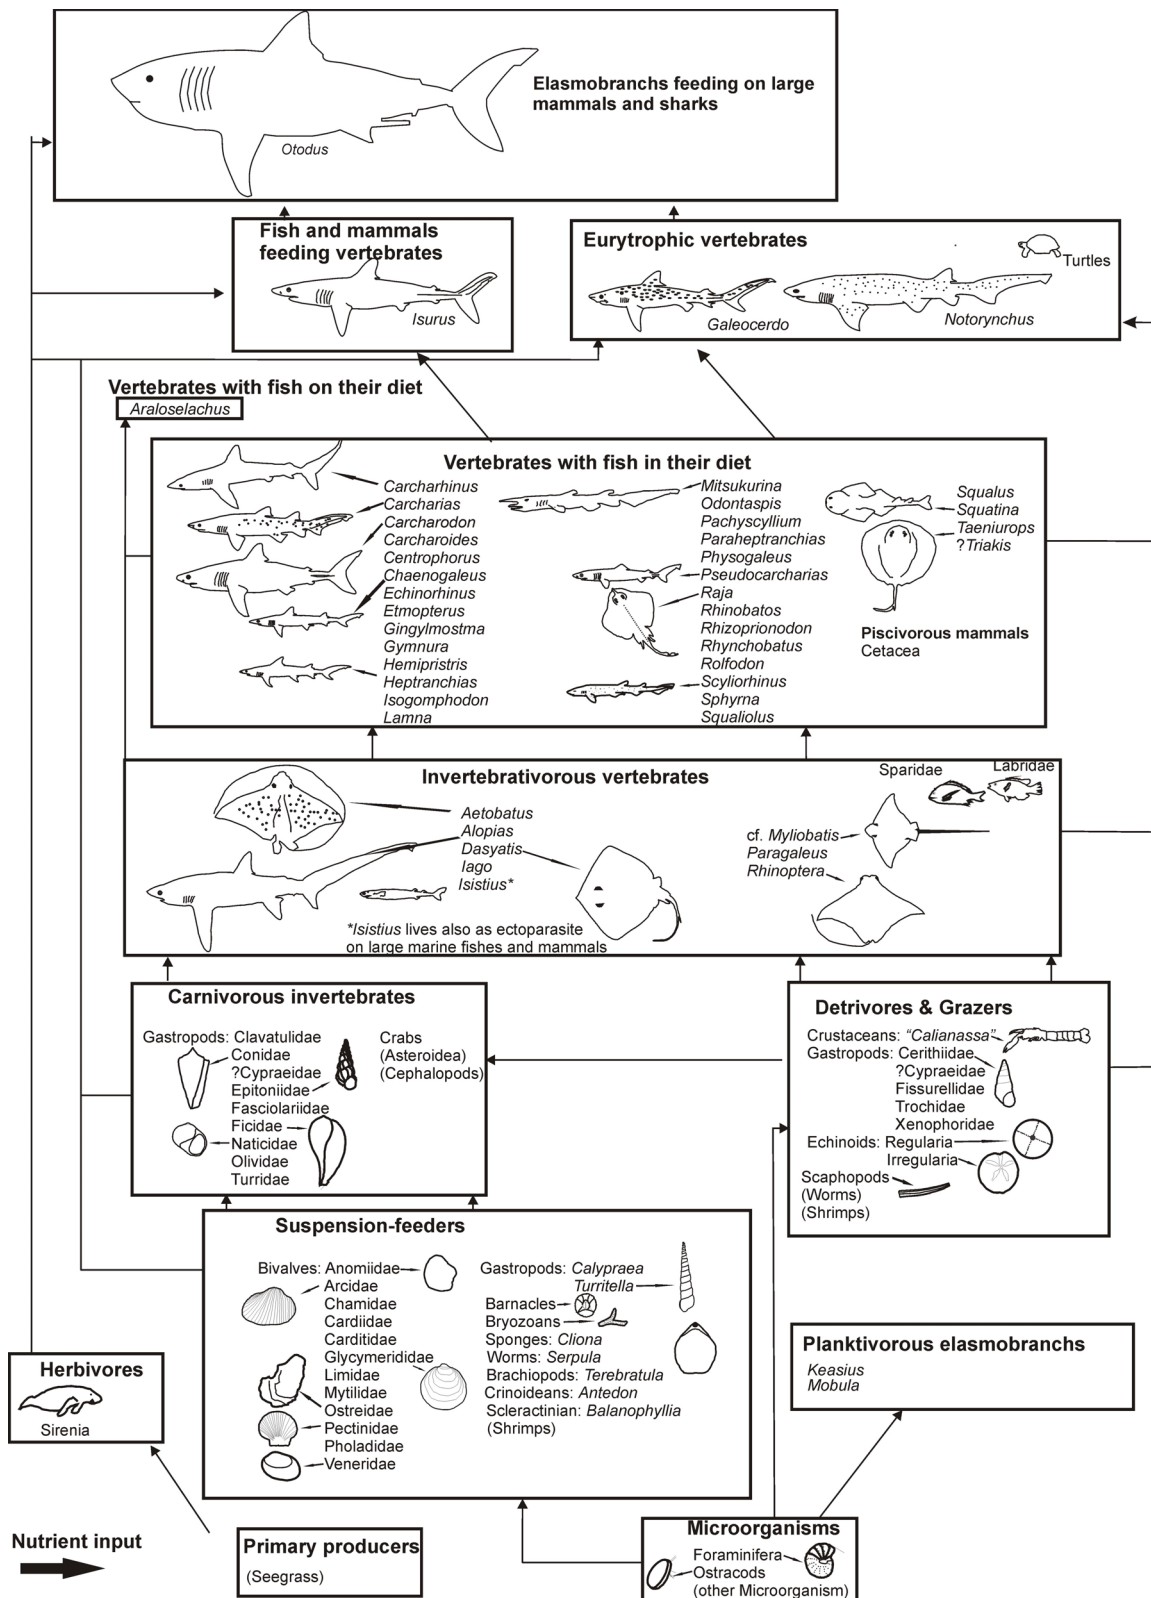 Elasmobranchs feeding on large
mammals and sharks
Otodus
Fish and mammals
feeding vertebrates
Isurus
Eurytrophic vertebrates
Turtles
Galeocerdo
Notorynchus
Vertebrates with fish on their diet
Araloselachus
Vertebrates with fish in their diet
Carcharhinus
Carcharias
Carcharodon
Carcharoides
Centrophorus
Chaenogaleus
Echinorhinus
Etmopterus
Gingylmostma
Gymnura
Hemipristris
Heptranchias
Isogomphodon
Lamna
Mitsukurina
Odontaspis
Pachyscyllium
Paraheptranchias
Physogaleus
Pseudocarcharias
Raja
Rhinobatos
Rhizoprionodon
Rhynchobatus
Rolfodon
Scyliorhinus
Sphyrna
Squaliolus
Squalus
Squatina
Taeniurops
?Triakis
Piscivorous mammals
Cetacea
Invertebrativorous vertebrates
Sparidae
Labridae
Aetobatus
Alopias
Dasyatis
Iago
Isistius*
cf. Myliobatis
Paragaleus
Rhinoptera
*Isistius lives also as ectoparasite
on large marine fishes and mammals
Carnivorous invertebrates
Gastropods: Clavatulidae
Conidae
?Cypraeidae
Epitoniidae
Fasciolariidae
Ficidae
Naticidae
Olividae
Turridae
Crabs
(Asteroidea)
(Cephalopods)
Detrivores & Grazers
Crustaceans: “Calianassa”
Gastropods: Cerithiidae
?Cypraeidae
Fissurellidae
Trochidae
Xenophoridae
Echinoids: Regularia
Irregularia
Scaphopods
(Worms)
(Shrimps)
Suspension-feeders
Bivalves: Anomiidae
Arcidae
Chamidae
Cardiidae
Carditidae
Glycymerididae
Limidae
Mytilidae
Ostreidae
Pectinidae
Pholadidae
Veneridae
Gastropods: Calypraea
Turritella
Barnacles
Bryozoans
Sponges: Cliona
Worms: Serpula
Brachiopods: Terebratula
Crinoideans: Antedon
Scleractinian: Balanophyllia
(Shrimps)
Planktivorous elasmobranchs
Keasius
Mobula
Herbivores
Sirenia
Nutrient input
Primary producers
(Seegrass)
Microorganisms
Foraminifera
Ostracods
(other Microorganism)